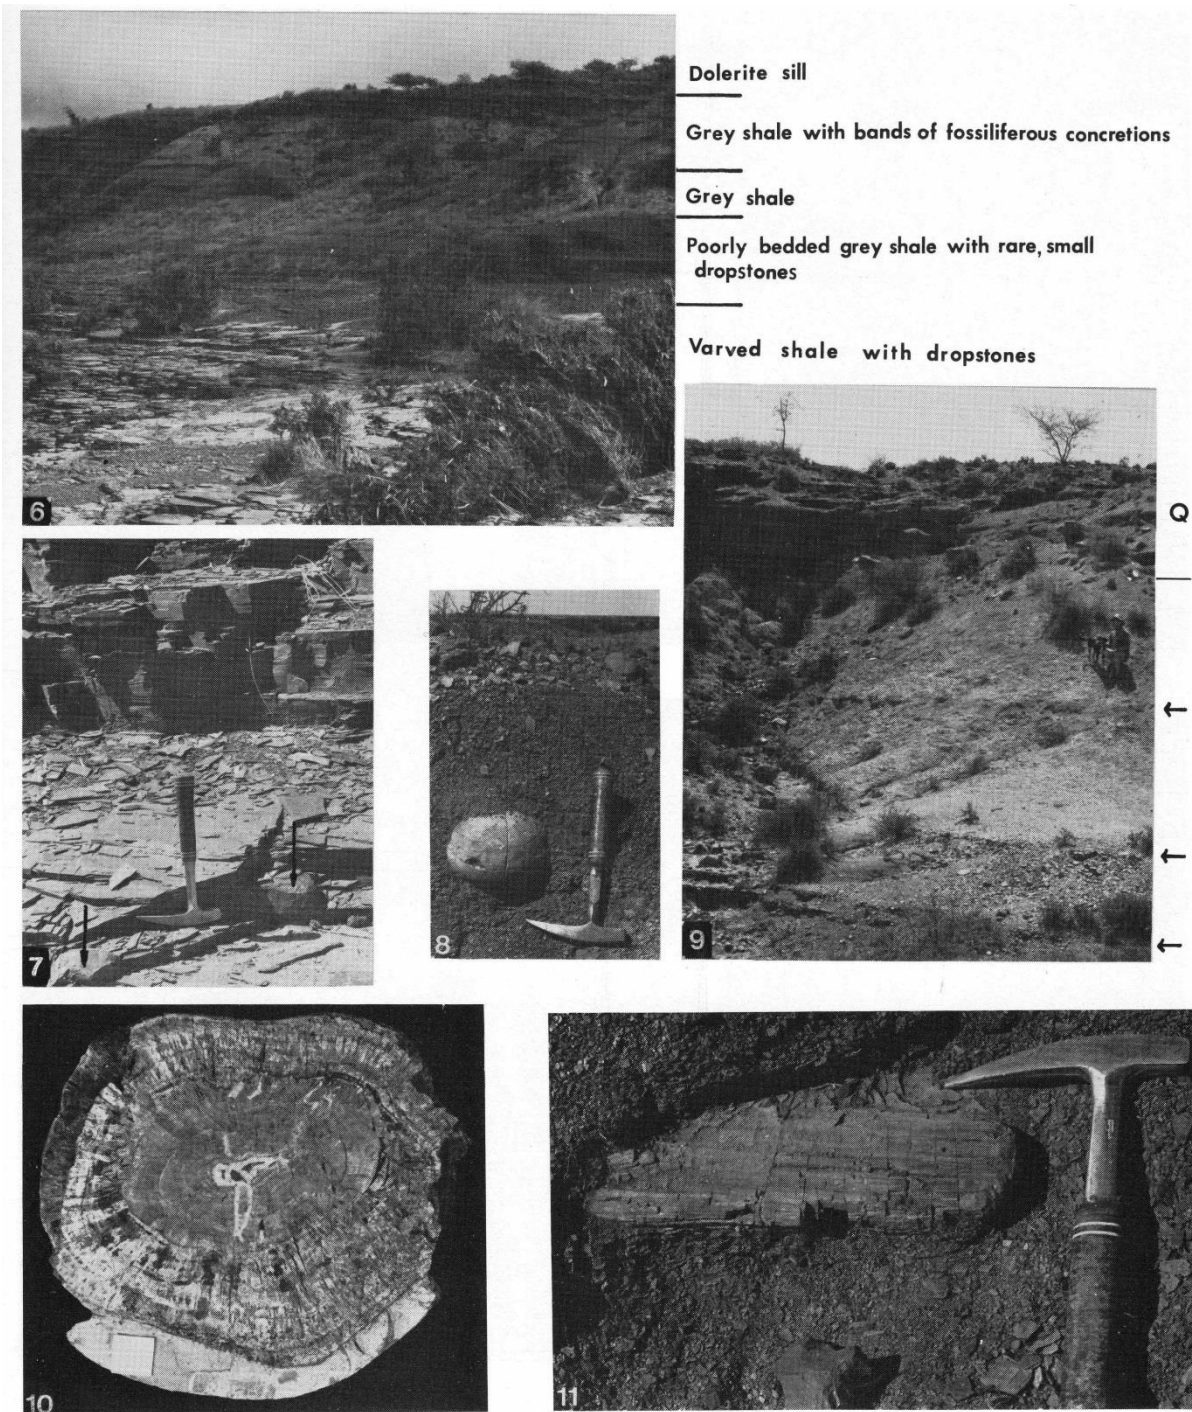 Dolerite sill
Grey shale with bands of fossiliferous concretions
Grey shale
Poorly bedded grey shale with rare, small
dropstones
Varved shale with dropstones
6
Q
7
8
9
10
11